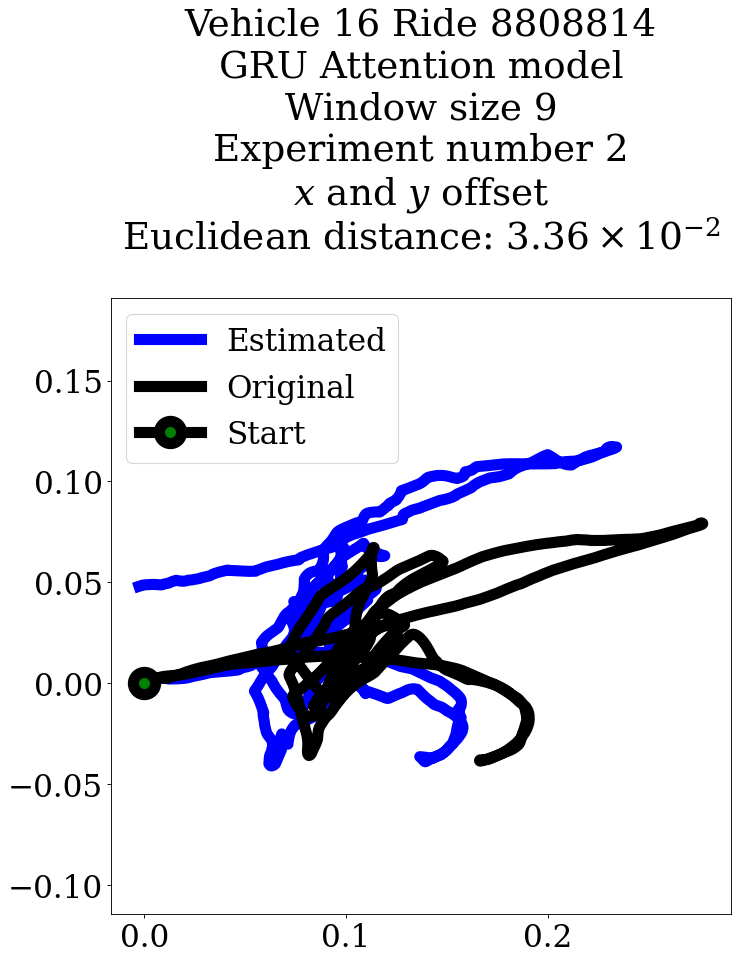 Vehicle 16 Ride 8808814
GRU Attention model
Window size 9
Experiment number 2
x and y offset
Euclidean distance: 3.36 × 10⁻²
Estimated
Original
Start
0.15
0.10
0.05
0.00
−0.05
−0.10
0.0 0.1 0.2